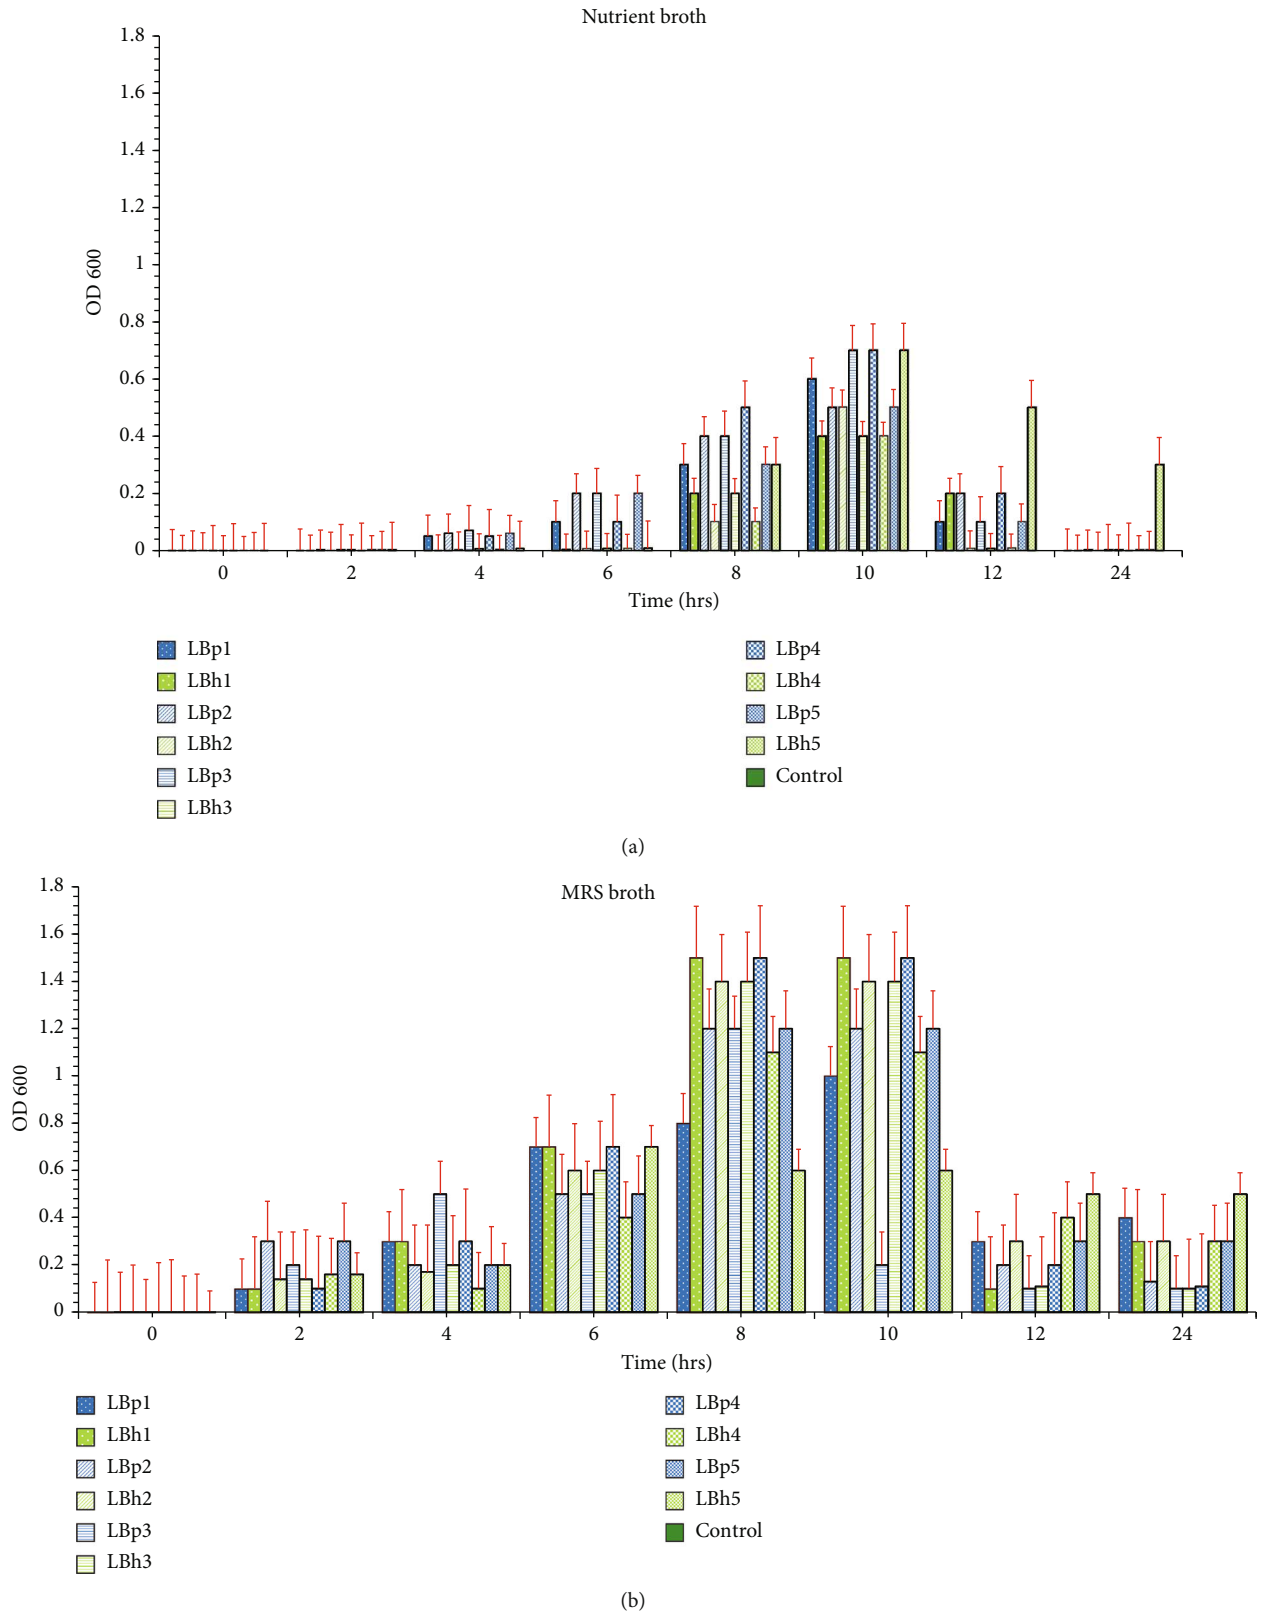 Nutrient broth
1.8
1.6
1.4
1.2
1
0.8
0.6
0.4
0.2
0
OD 600
0 2 4 6 8 10 12 24
Time (hrs)
LBp1
LBh1
LBp2
LBh2
LBp3
LBh3
LBp4
LBh4
LBp5
LBh5
Control
(a)
MRS broth
1.8
1.6
1.4
1.2
1
0.8
0.6
0.4
0.2
0
OD 600
0 2 4 6 8 10 12 24
Time (hrs)
LBp1
LBh1
LBp2
LBh2
LBp3
LBh3
LBp4
LBh4
LBp5
LBh5
Control
(b)